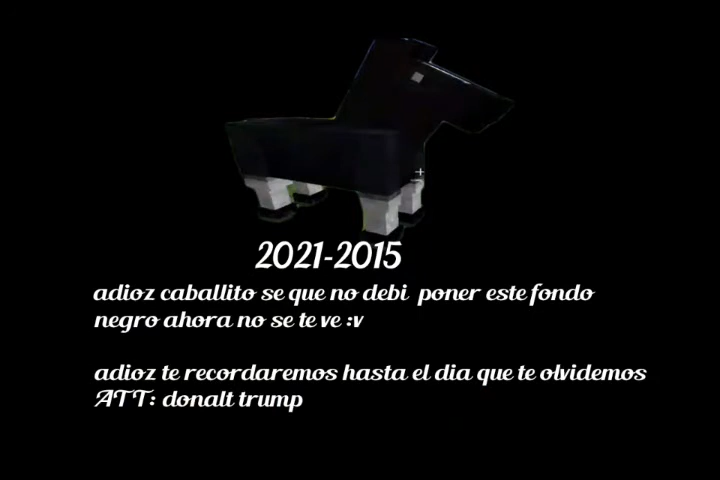 2021-2015
adioz caballito se que no debi poner este fondo
negro ahora no se te ve :v
adioz te recordaremos hasta el dia que te olvidemos
ATT: donalt trump